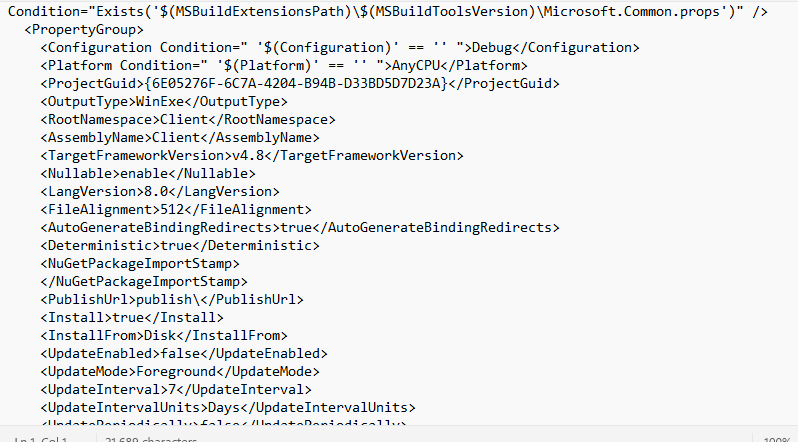 Condition="Exists('$(MSBuildExtensionsPath)\$(MSBuildToolsVersion)\Microsoft.Common.props')" />
<PropertyGroup>
<Configuration Condition=" '$(Configuration)' == '' ">Debug</Configuration>
<Platform Condition=" '$(Platform)' == '' ">AnyCPU</Platform>
<ProjectGuid>{6E05276F-6C7A-4204-B94B-D33BD5D7D23A}</ProjectGuid>
<OutputType>WinExe</OutputType>
<RootNamespace>Client</RootNamespace>
<AssemblyName>Client</AssemblyName>
<TargetFrameworkVersion>v4.8</TargetFrameworkVersion>
<Nullable>enable</Nullable>
<LangVersion>8.0</LangVersion>
<FileAlignment>512</FileAlignment>
<AutoGenerateBindingRedirects>true</AutoGenerateBindingRedirects>
<Deterministic>true</Deterministic>
<NuGetPackageImportStamp>
</NuGetPackageImportStamp>
<PublishUrl>publish\</PublishUrl>
<Install>true</Install>
<InstallFrom>Disk</InstallFrom>
<UpdateEnabled>false</UpdateEnabled>
<UpdateMode>Foreground</UpdateMode>
<UpdateInterval>7</UpdateInterval>
<UpdateIntervalUnits>Days</UpdateIntervalUnits>
<UpdatePeriodically>false</UpdatePeriodically>
Ln 1, Col 1 21,689 characters 100%